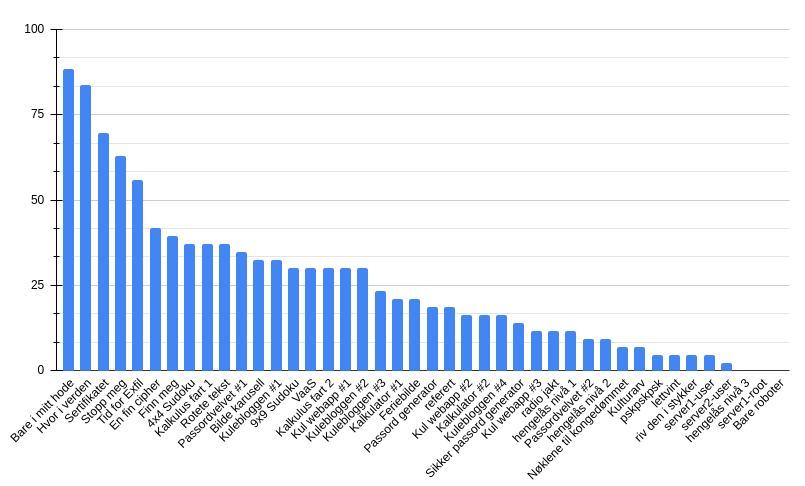 100
75
50
25
0
Bare i mitt hode
Hvor i verden
Sertifikatet
Stopp meg
Tid for Exfil
En fin cipher
Finn meg
4x4 Sudoku
Kalkulus fart 1
Rotete tekst
Passordvelvet #1
Bilde karusell
Kulebloggen #1
9x9 Sudoku
VaaS
Kalkulus fart 2
Kul webapp #1
Kulebloggen #2
Kulebloggen #3
Kalkulator #1
Feriebilde
Passord generator
referert
Kul webapp #2
Kalkulator #2
Kulebloggen #4
Sikker passord generator
Kul webapp #3
radio jakt
hengelås nivå 1
Passordvelvet #2
hengelås nivå 2
Nøklene til kongedømmet
Kulturarv
pskpskpsk
lettvint
riv den i stykker
server1-user
server2-user
hengelås nivå 3
server1-root
Bare roboter